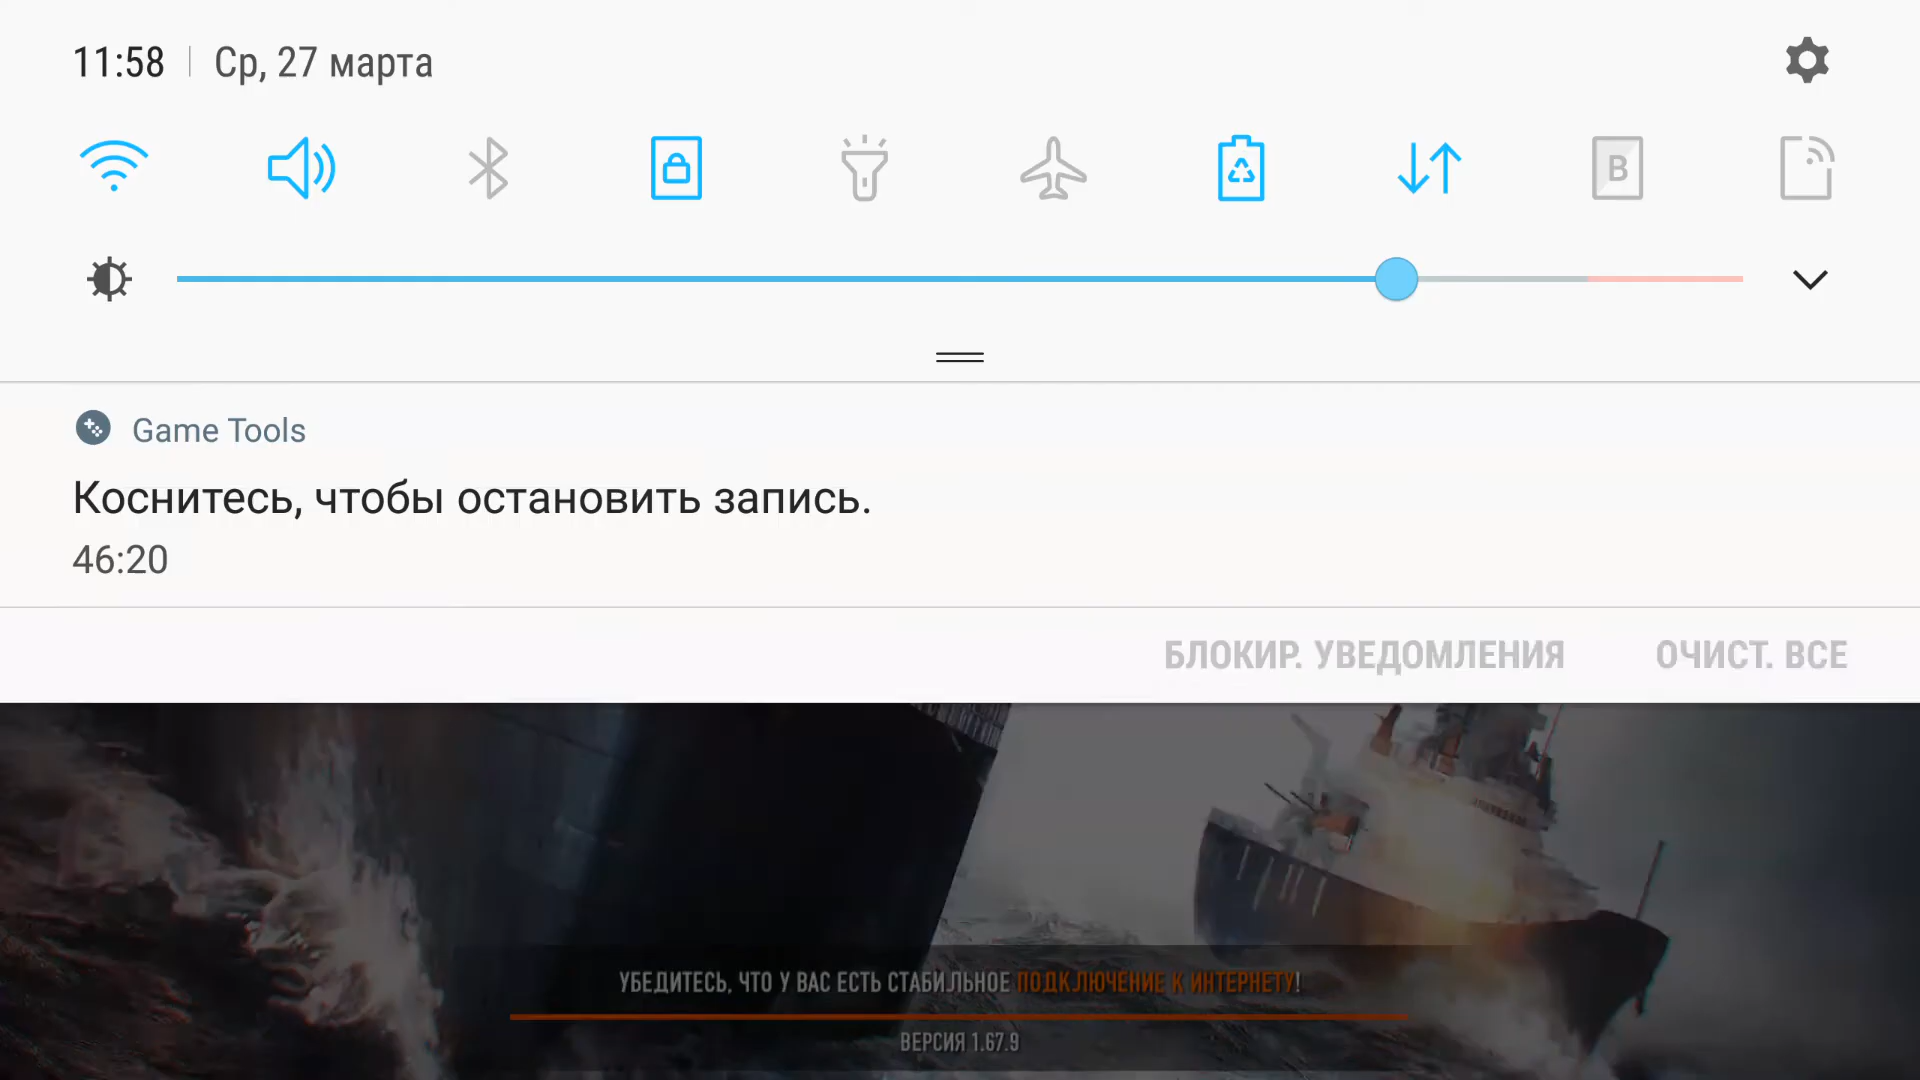 11:58 Ср, 27 марта
B
Game Tools
Коснитесь, чтобы остановить запись.
46:20
БЛОКИР. УВЕДОМЛЕНИЯ ОЧИСТ. ВСЕ
УБЕДИТЕСЬ, ЧТО У ВАС ЕСТЬ СТАБИЛЬНОЕ ПОДКЛЮЧЕНИЕ К ИНТЕРНЕТУ!
ВЕРСИЯ 1.67.9